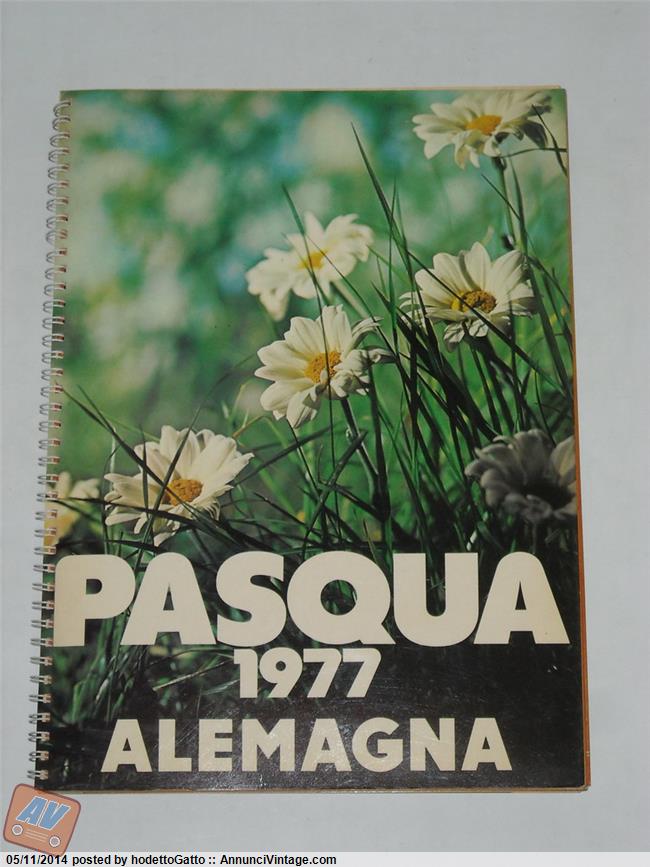 PASQUA
1977
ALEMAGNA
AV
05/11/2014 posted by hodettoGatto :: AnnunciVintage.com